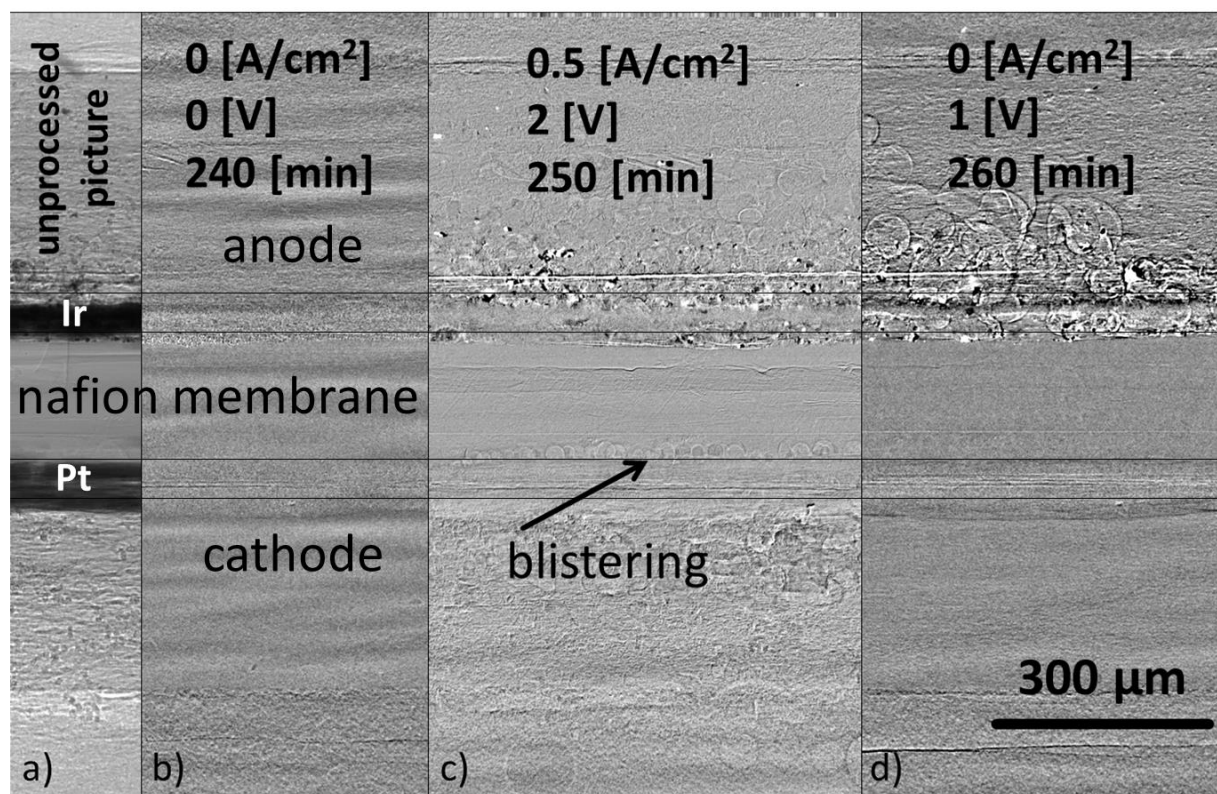 unprocessed
picture
Ir
nafion membrane
Pt
a)
0 [A/cm²]
0 [V]
240 [min]
anode
cathode
b)
0.5 [A/cm²]
2 [V]
250 [min]
blistering
c)
0 [A/cm²]
1 [V]
260 [min]
300 µm
d)